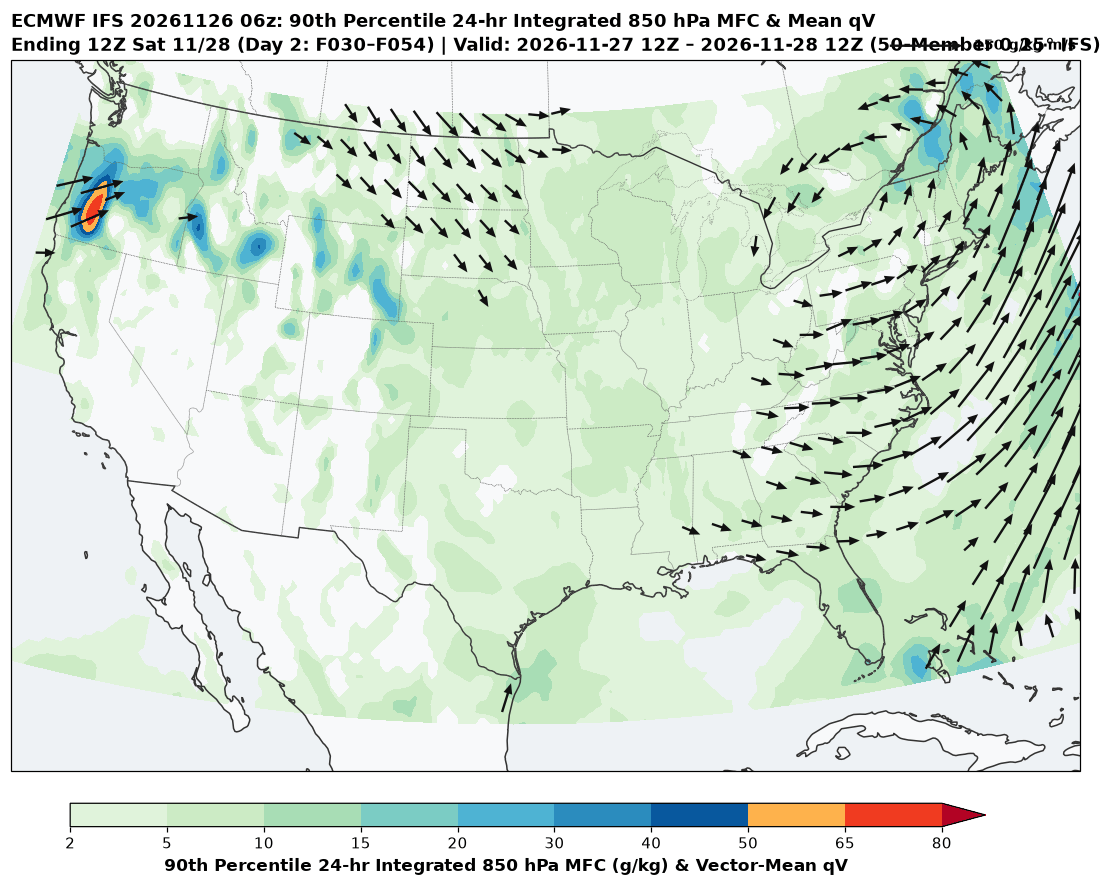 ECMWF IFS 20261126 06z: 90th Percentile 24-hr Integrated 850 hPa MFC & Mean qV
Ending 12Z Sat 11/28 (Day 2: F030–F054) | Valid: 2026-11-27 12Z – 2026-11-28 12Z (50-Member 0.25° IFS)
2 5 10 15 20 30 40 50 65 80
90th Percentile 24-hr Integrated 850 hPa MFC (g/kg) & Vector-Mean qV